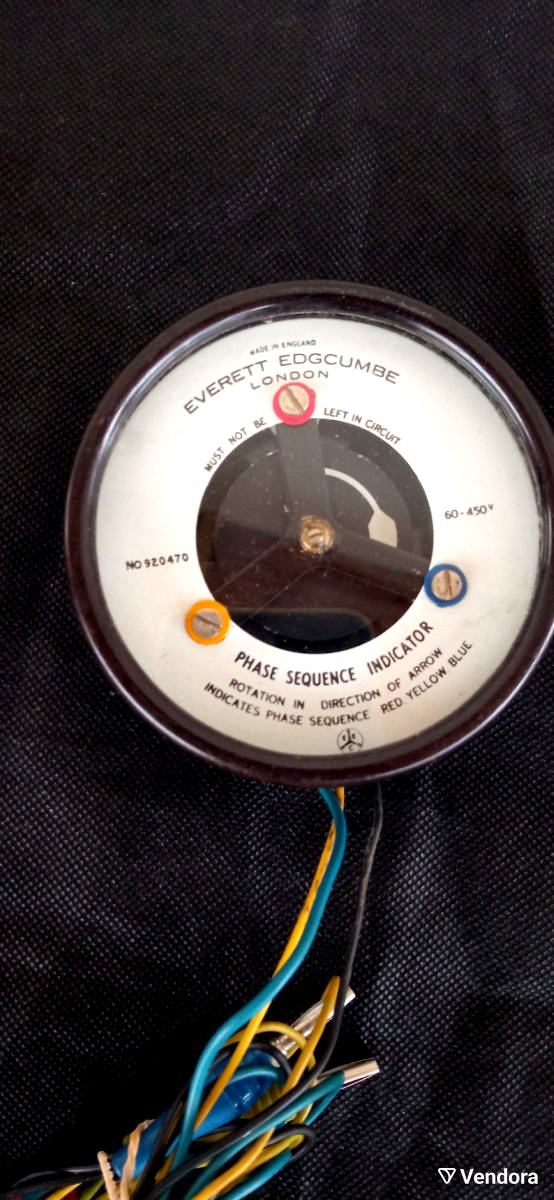 MADE IN ENGLAND
EVERETT EDGCUMBE
LONDON
MUST NOT BE LEFT IN CIRCUIT
60-450V
NO 920470
PHASE SEQUENCE INDICATOR
ROTATION IN DIRECTION OF ARROW
INDICATES PHASE SEQUENCE RED.YELLOW BLUE
Vendora